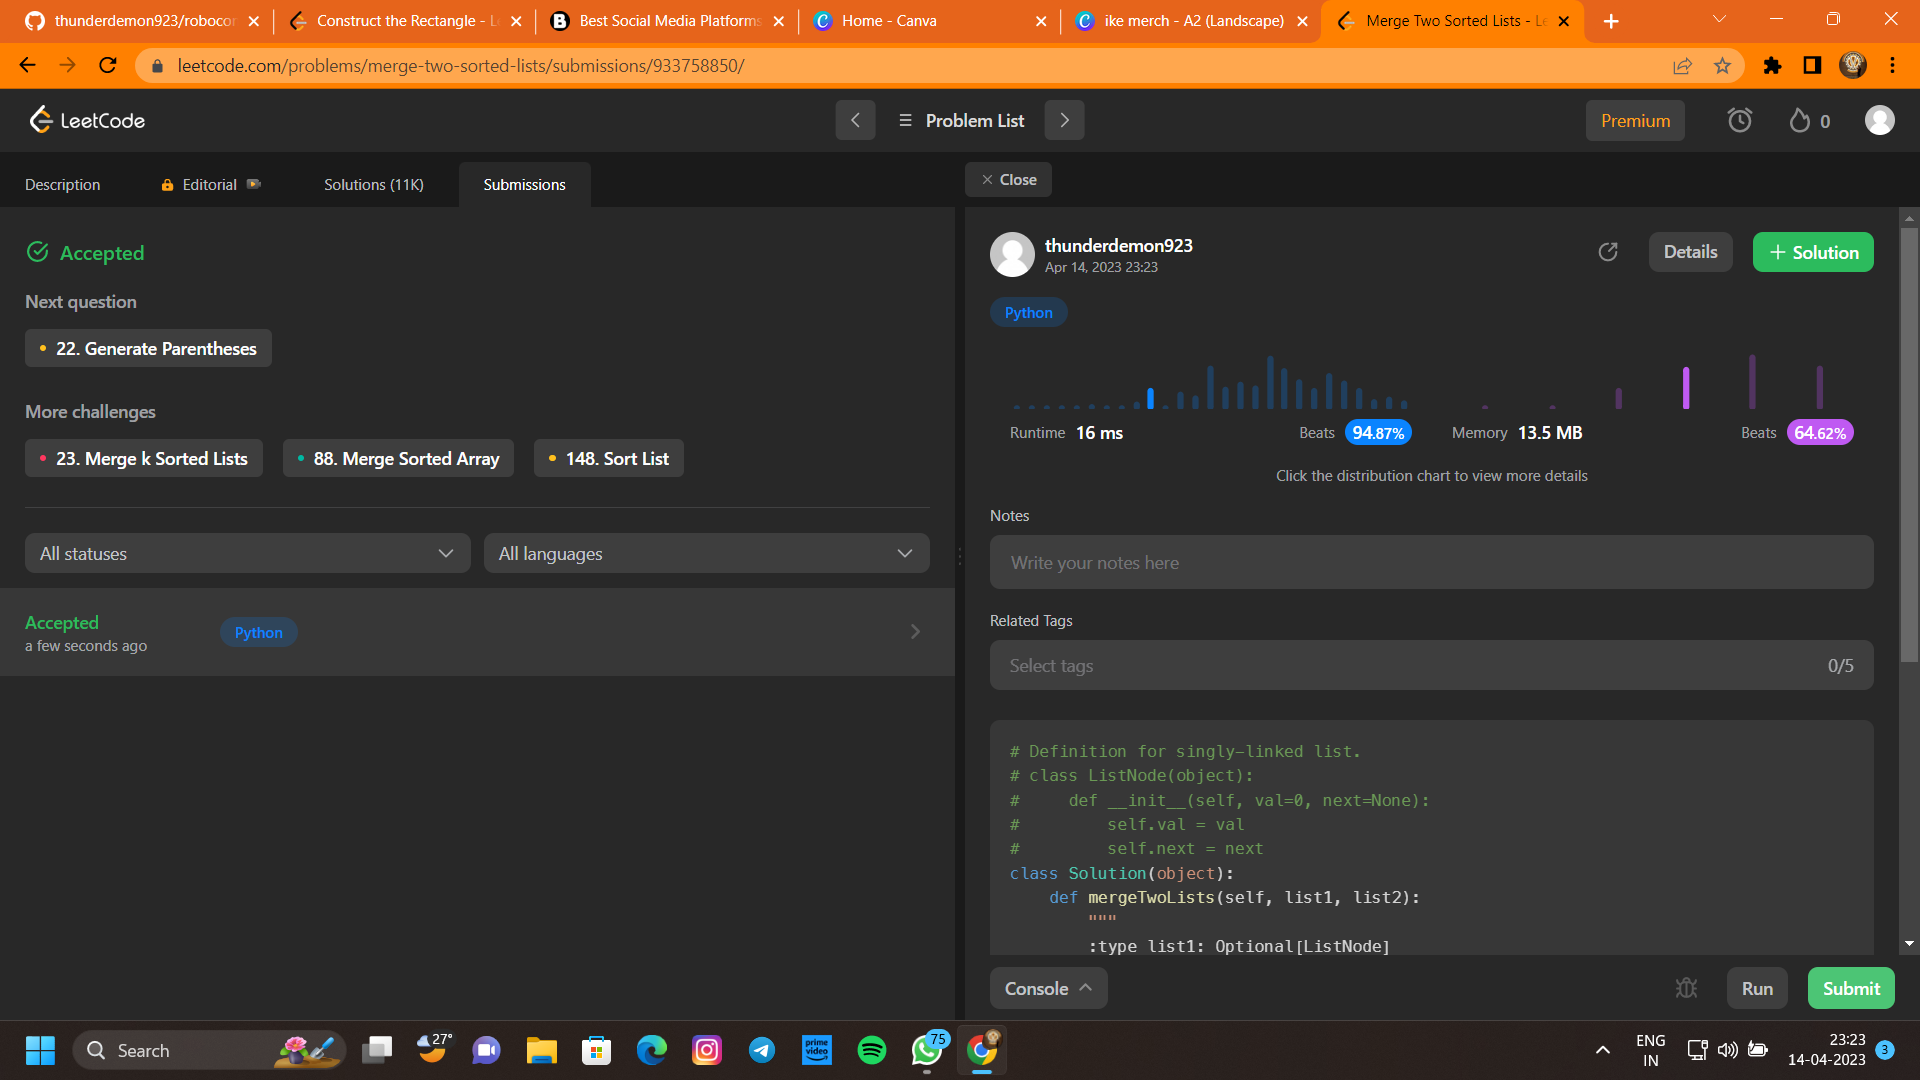 thunderdemon923/robocon
Construct the Rectangle - L
Best Social Media Platforms
Home - Canva
ike merch - A2 (Landscape)
Merge Two Sorted Lists - Le
leetcode.com/problems/merge-two-sorted-lists/submissions/933758850/
LeetCode
Problem List
Premium
0
Description
Editorial
Solutions (11K)
Submissions
Close
Accepted
Next question
22. Generate Parentheses
More challenges
23. Merge k Sorted Lists
88. Merge Sorted Array
148. Sort List
All statuses
All languages
Accepted
a few seconds ago
Python
thunderdemon923
Apr 14, 2023 23:23
Details
+ Solution
Python
Runtime 16 ms
Beats 94.87%
Memory 13.5 MB
Beats 64.62%
Click the distribution chart to view more details
Notes
Write your notes here
Related Tags
Select tags
0/5
# Definition for singly-linked list.
# class ListNode(object):
#     def __init__(self, val=0, next=None):
#         self.val = val
#         self.next = next
class Solution(object):
    def mergeTwoLists(self, list1, list2):
        """
        :type list1: Optional[ListNode]
Console
Run
Submit
Search
27°
prime video
75
ENG
IN
23:23
14-04-2023
3